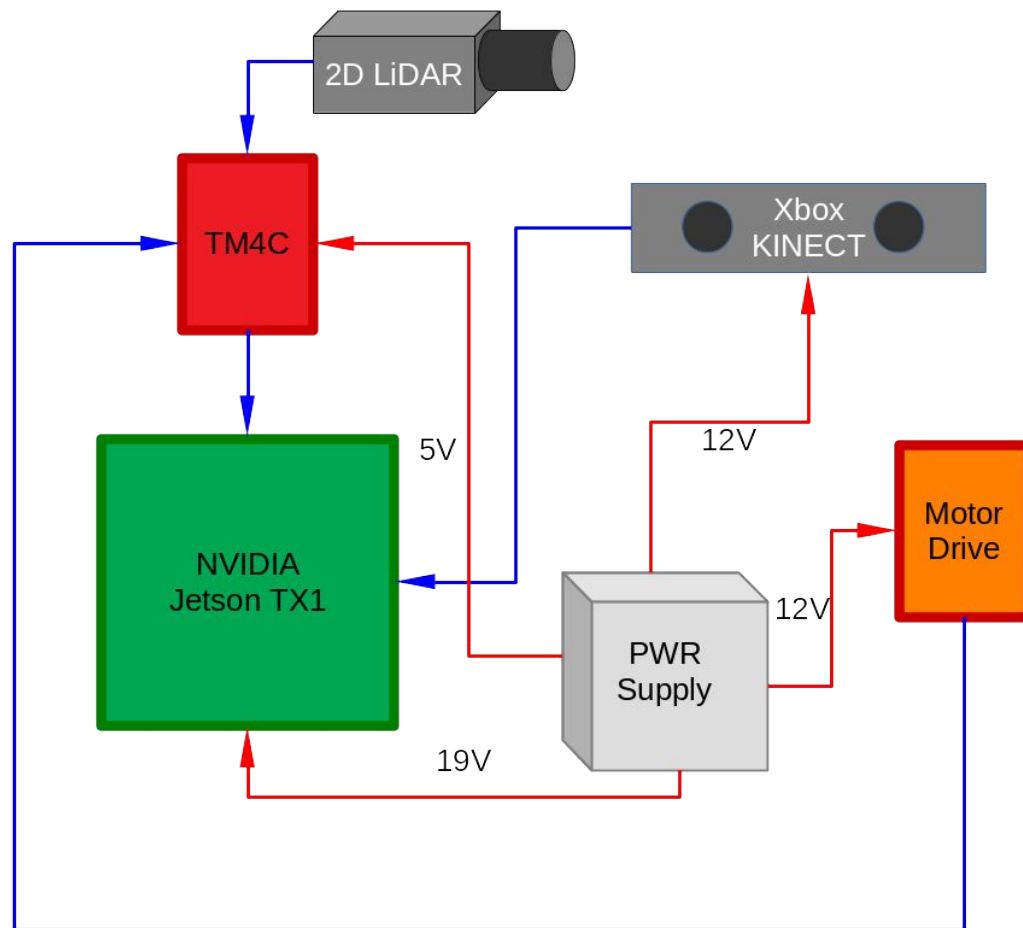 2D LiDAR
TM4C
Xbox
KINECT
5V
12V
Motor
Drive
NVIDIA
Jetson TX1
12V
PWR
Supply
19V